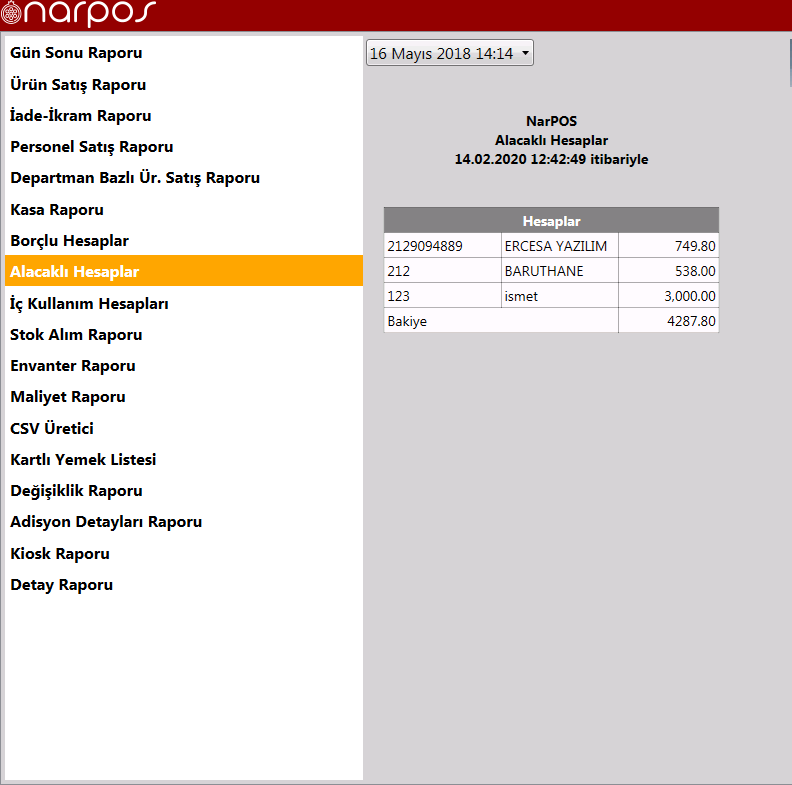 narpos
Gün Sonu Raporu
Ürün Satış Raporu
İade-İkram Raporu
Personel Satış Raporu
Departman Bazlı Ür. Satış Raporu
Kasa Raporu
Borçlu Hesaplar
Alacaklı Hesaplar
İç Kullanım Hesapları
Stok Alım Raporu
Envanter Raporu
Maliyet Raporu
CSV Üretici
Kartlı Yemek Listesi
Değişiklik Raporu
Adisyon Detayları Raporu
Kiosk Raporu
Detay Raporu
16 Mayıs 2018 14:14
NarPOS
Alacaklı Hesaplar
14.02.2020 12:42:49 itibariyle
Hesaplar
2129094889 ERCESA YAZILIM 749.80
212 BARUTHANE 538.00
123 ismet 3,000.00
Bakiye 4287.80